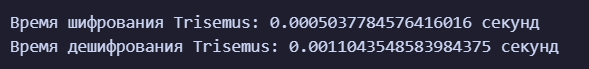 Время шифрования Trisemus: 0.0005037784576416016 секунд
Время дешифрования Trisemus: 0.0011043548583984375 секунд